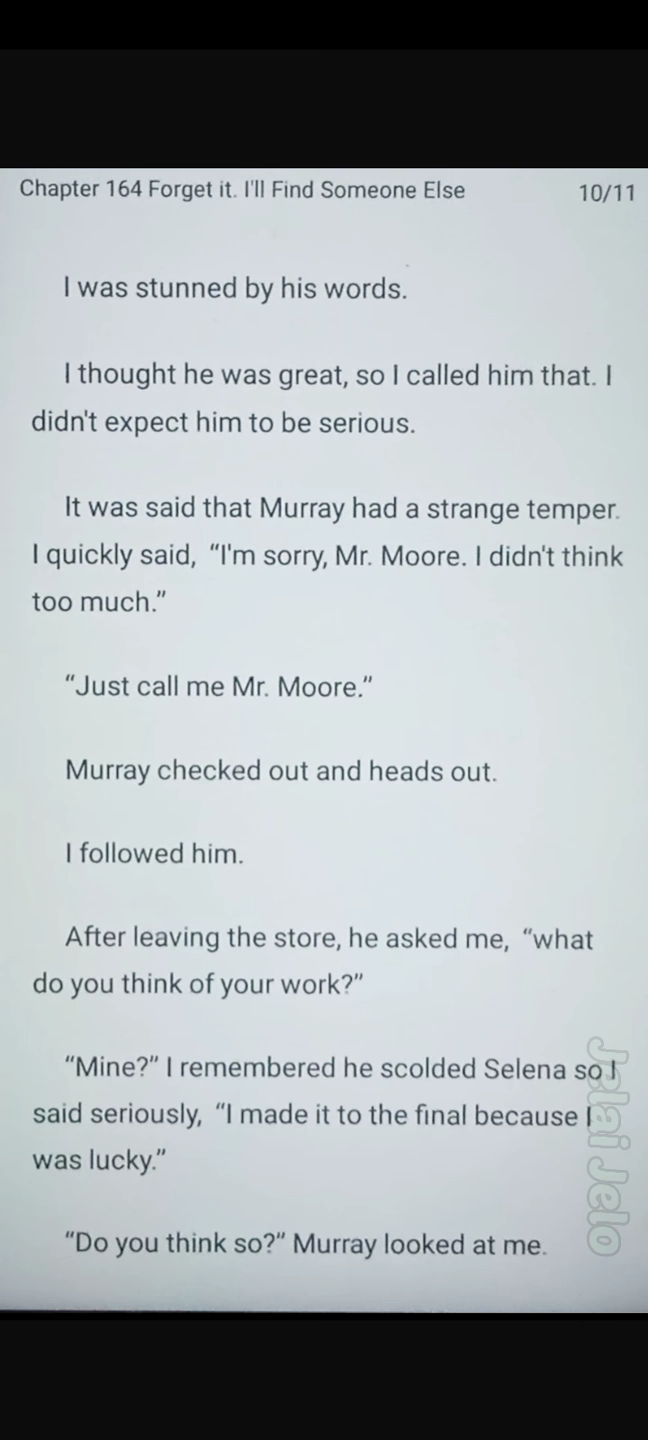 Chapter 164 Forget it. I'll Find Someone Else 10/11
I was stunned by his words.
I thought he was great, so I called him that. I
didn't expect him to be serious.
It was said that Murray had a strange temper.
I quickly said, “I'm sorry, Mr. Moore. I didn't think
too much.”
“Just call me Mr. Moore.”
Murray checked out and heads out.
I followed him.
After leaving the store, he asked me, “what
do you think of your work?”
“Mine?” I remembered he scolded Selena so I
said seriously, “I made it to the final because I
was lucky.”
“Do you think so?” Murray looked at me.
Jelai Jelo